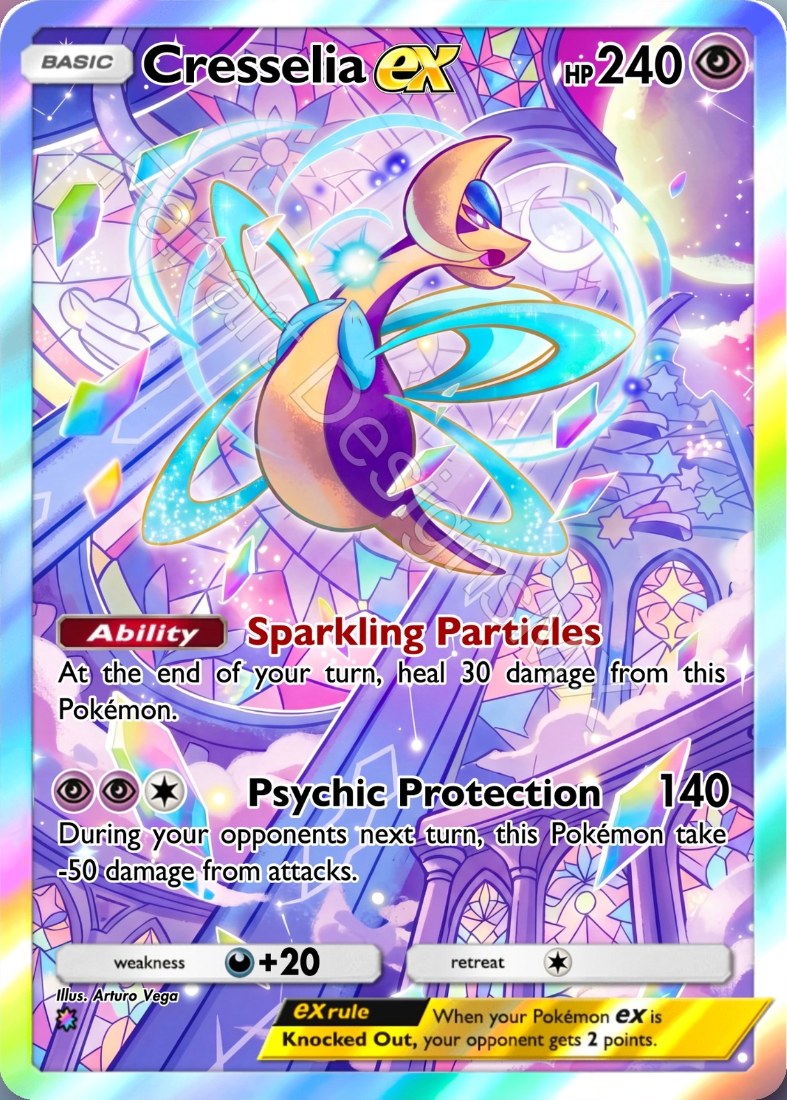 BASIC Cresselia ex HP 240
Ability Sparkling Particles
At the end of your turn, heal 30 damage from this
Pokémon.
Psychic Protection 140
During your opponents next turn, this Pokémon take
-50 damage from attacks.
weakness +20 retreat
Illus. Arturo Vega
ex rule When your Pokémon ex is
Knocked Out, your opponent gets 2 points.